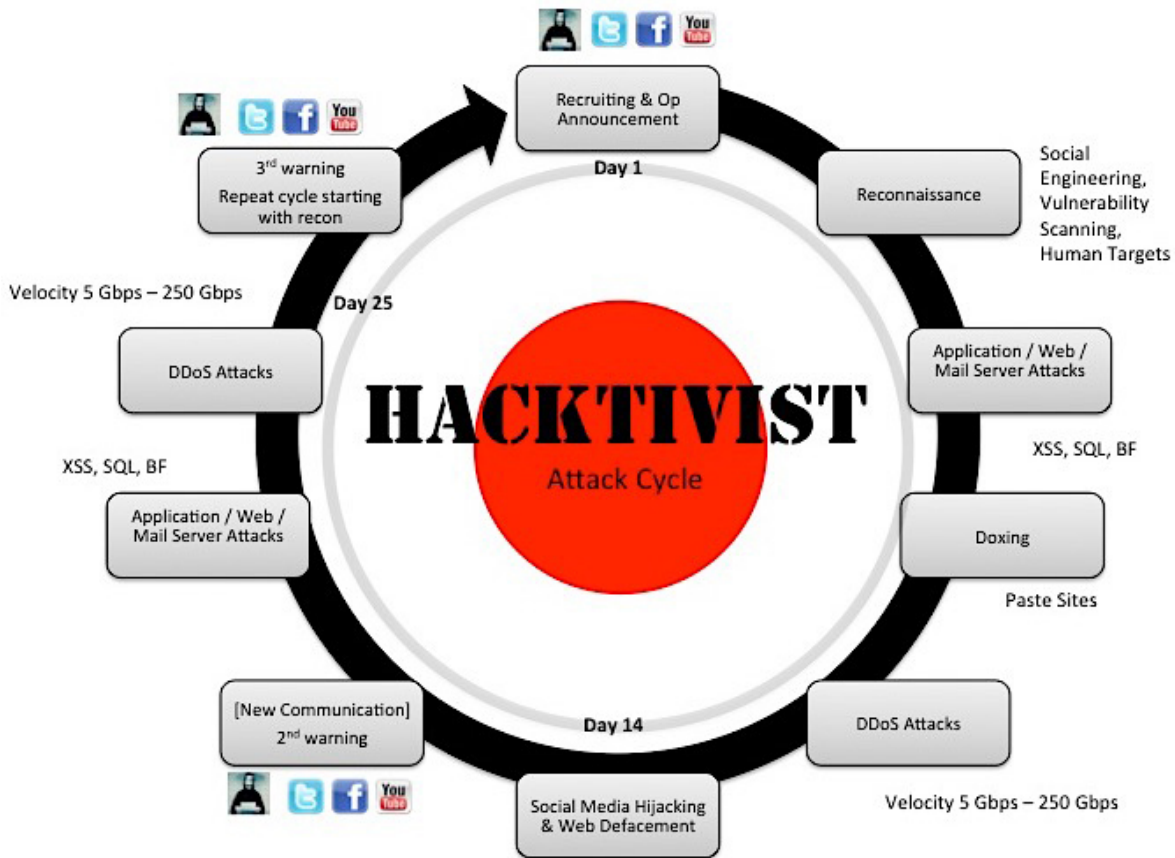 You
Tube
Recruiting & Op
Announcement
Day 1
Reconnaissance
Social
Engineering,
Vulnerability
Scanning,
Human Targets
Application / Web /
Mail Server Attacks
XSS, SQL, BF
Doxing
Paste Sites
DDoS Attacks
Velocity 5 Gbps – 250 Gbps
Day 14
Social Media Hijacking
& Web Defacement
[New Communication]
2nd warning
You
Tube
Application / Web /
Mail Server Attacks
XSS, SQL, BF
DDoS Attacks
Velocity 5 Gbps – 250 Gbps
Day 25
You
Tube
3rd warning
Repeat cycle starting
with recon
HACKTIVIST
Attack Cycle